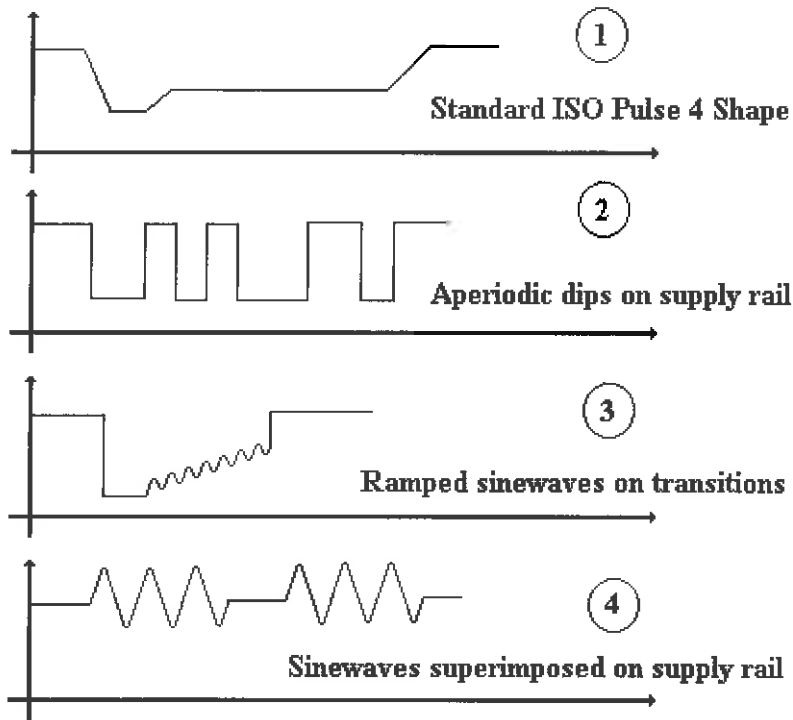 1
Standard ISO Pulse 4 Shape
2
Aperiodic dips on supply rail
3
Ramped sinewaves on transitions
4
Sinewaves superimposed on supply rail